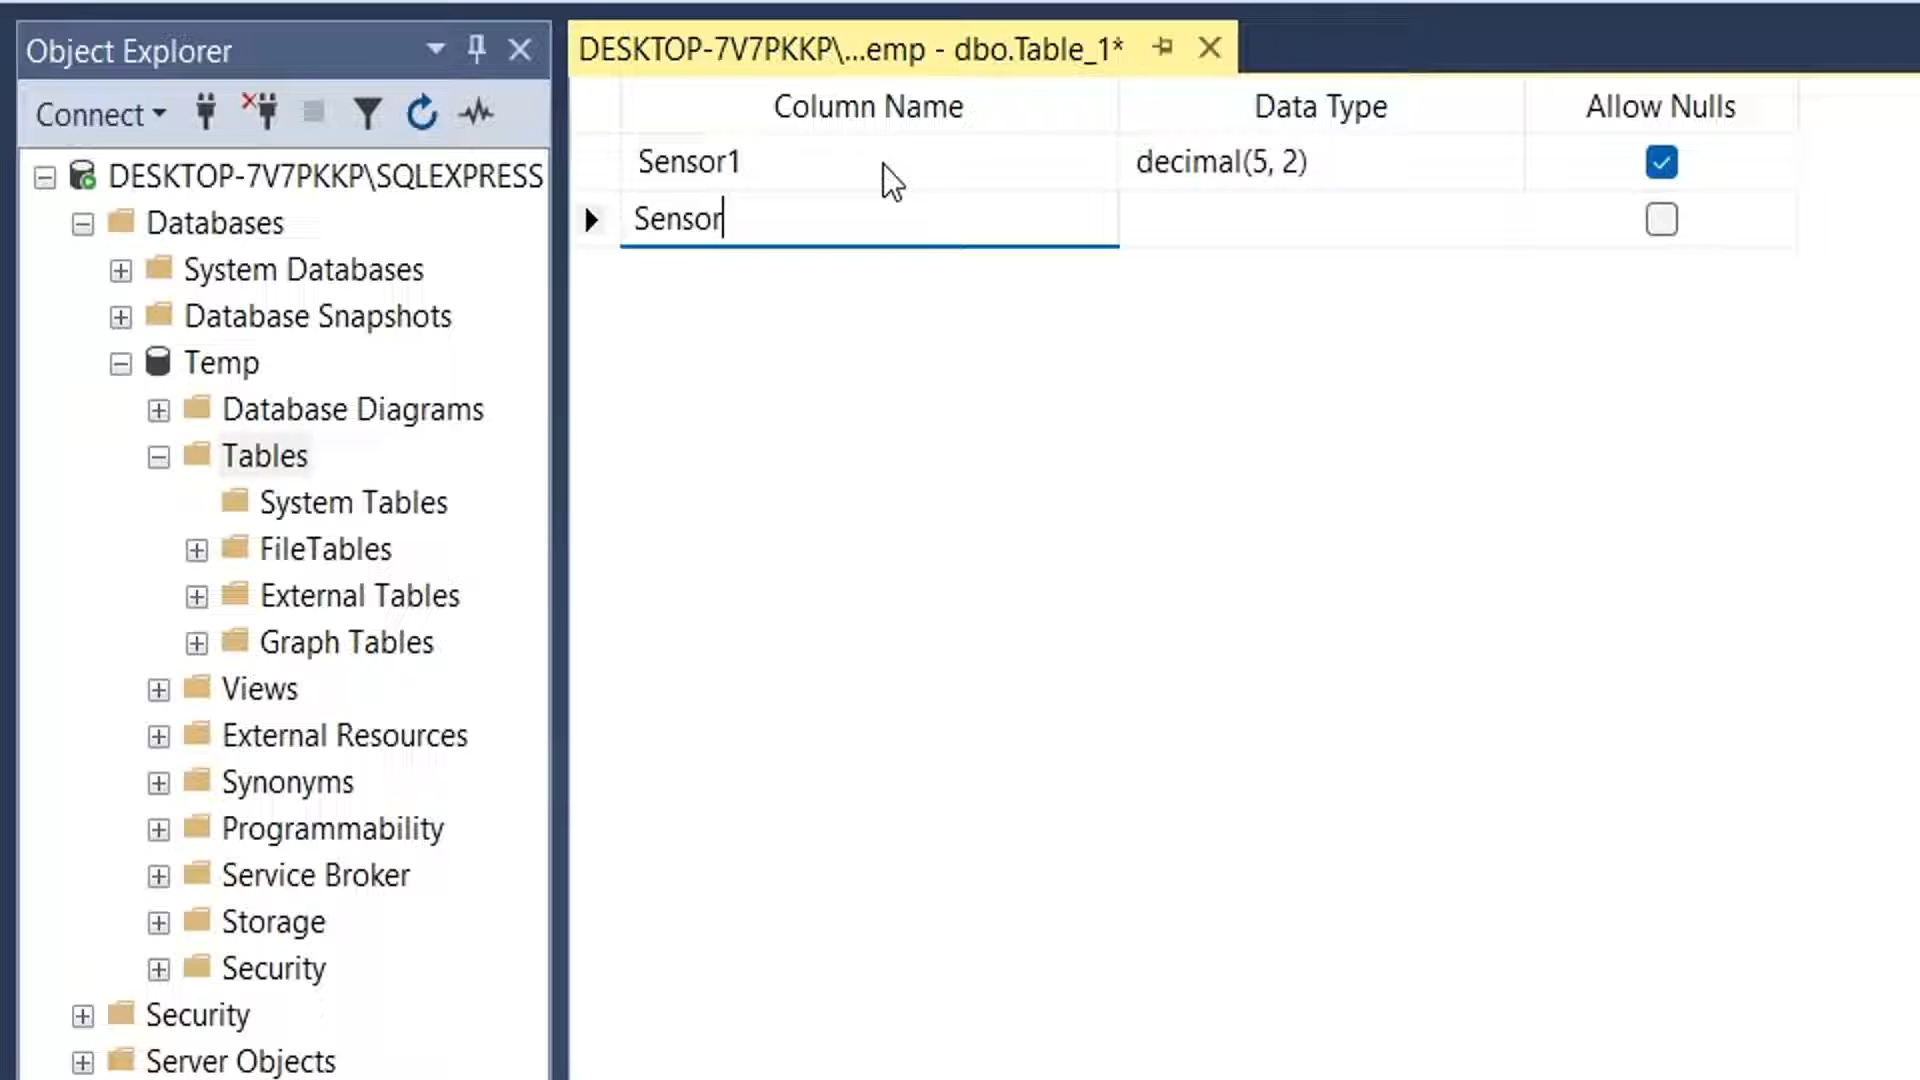 Object Explorer
Connect
DESKTOP-7V7PKKP\SQLEXPRESS
Databases
System Databases
Database Snapshots
Temp
Database Diagrams
Tables
System Tables
FileTables
External Tables
Graph Tables
Views
External Resources
Synonyms
Programmability
Service Broker
Storage
Security
Security
Server Objects
DESKTOP-7V7PKKP\...emp - dbo.Table_1*
Column Name Data Type Allow Nulls
Sensor1 decimal(5, 2)
Sensor